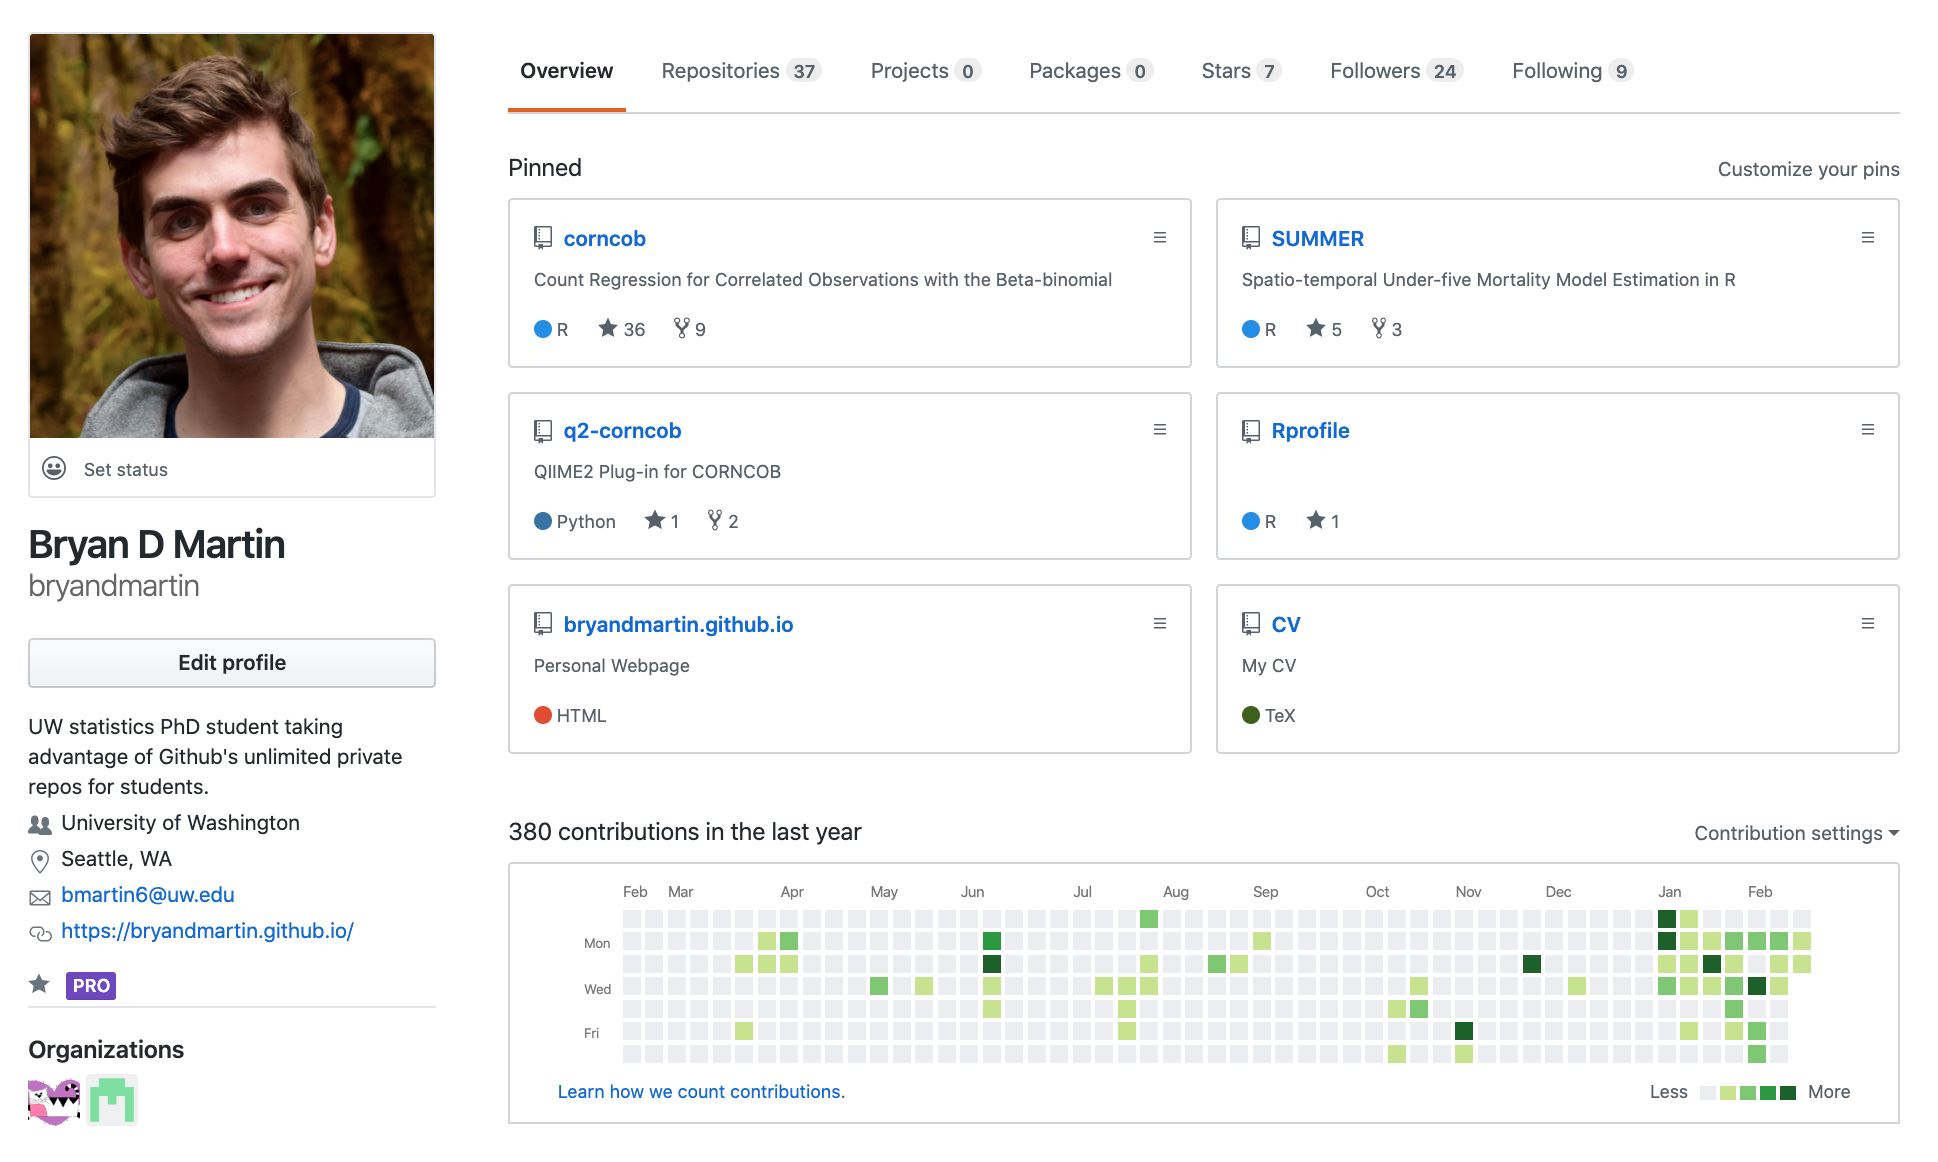 Overview Repositories 37 Projects 0 Packages 0 Stars 7 Followers 24 Following 9
Set status
Bryan D Martin
bryandmartin
Edit profile
UW statistics PhD student taking
advantage of Github's unlimited private
repos for students.
University of Washington
Seattle, WA
bmartin6@uw.edu
https://bryandmartin.github.io/
PRO
Organizations
Pinned
Customize your pins
corncob
Count Regression for Correlated Observations with the Beta-binomial
R 36 9
SUMMER
Spatio-temporal Under-five Mortality Model Estimation in R
R 5 3
q2-corncob
QIIME2 Plug-in for CORNCOB
Python 1 2
Rprofile
R 1
bryandmartin.github.io
Personal Webpage
HTML
CV
My CV
TeX
380 contributions in the last year
Contribution settings
Feb Mar Apr May Jun Jul Aug Sep Oct Nov Dec Jan Feb
Mon
Wed
Fri
Learn how we count contributions.
Less More